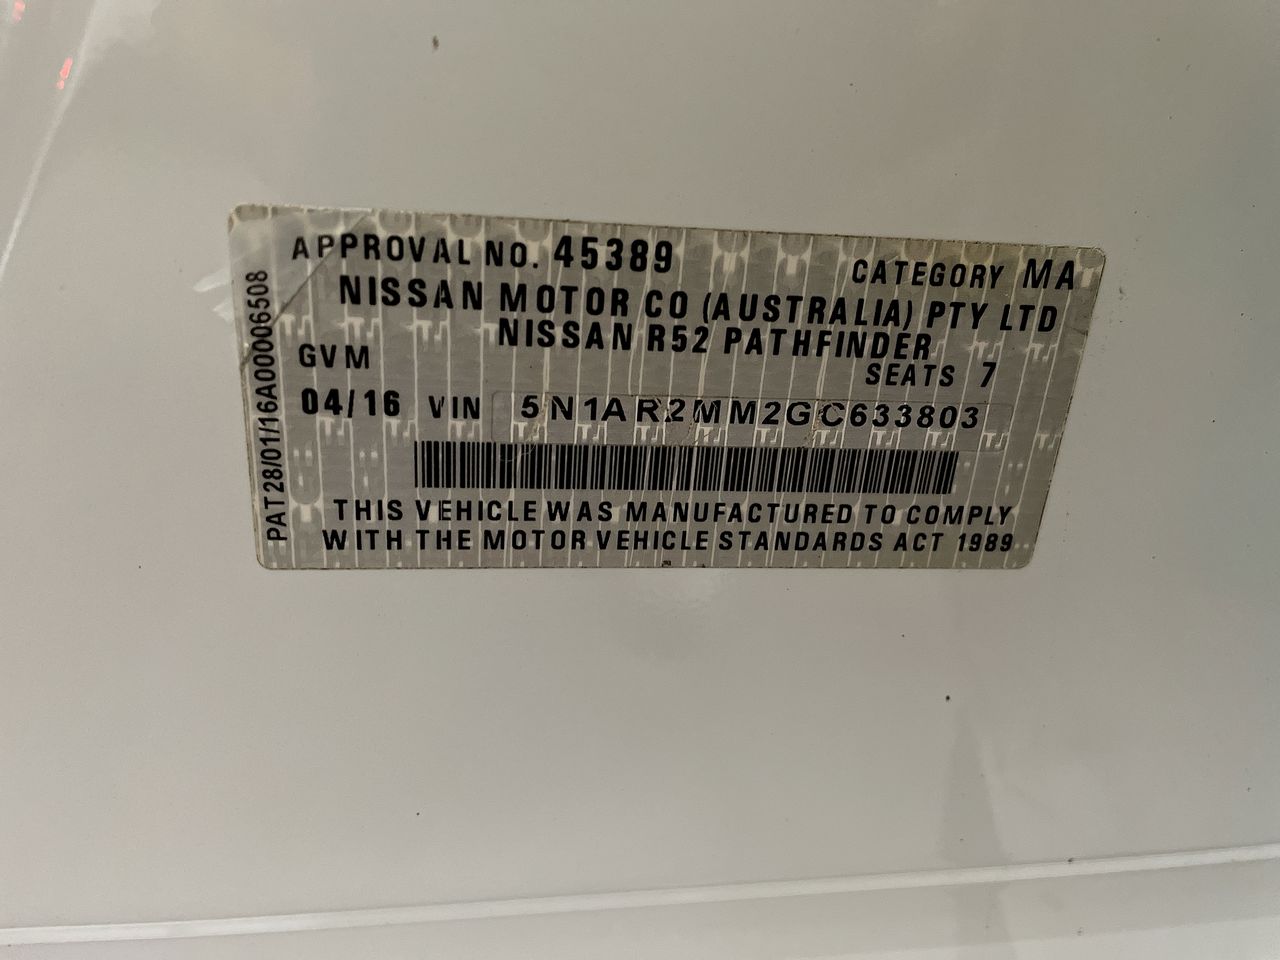 APPROVAL NO. 45389
CATEGORY MA
NISSAN MOTOR CO (AUSTRALIA) PTY LTD
NISSAN R52 PATHFINDER
GVM
SEATS 7
04/16 VIN 5N1AR2MM2GC633803
THIS VEHICLE WAS MANUFACTURED TO COMPLY
WITH THE MOTOR VEHICLE STANDARDS ACT 1989
PAT28/01/16A00006508